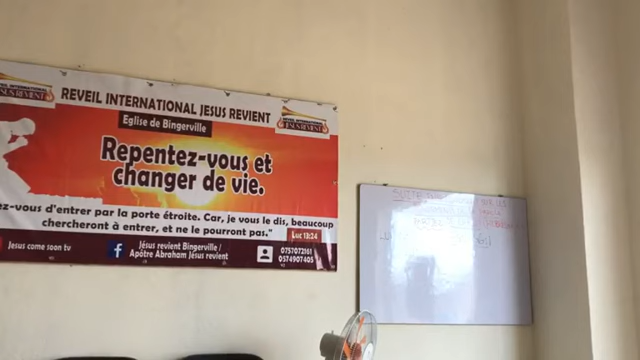 REVEIL INTERNATIONAL JESUS REVIENT
JESUS REVIENT
JESUS REVIENT
Eglise de Bingerville
Repentez-vous et
changer de vie.
ez-vous d'entrer par la porte étroite. Car, je vous le dis, beaucoup
chercheront à entrer, et ne le pourront pas."
Luc 13:24
Jesus come soon tv
Jésus revient Bingerville /
Apôtre Abraham Jésus revient
0757072161
0574907405